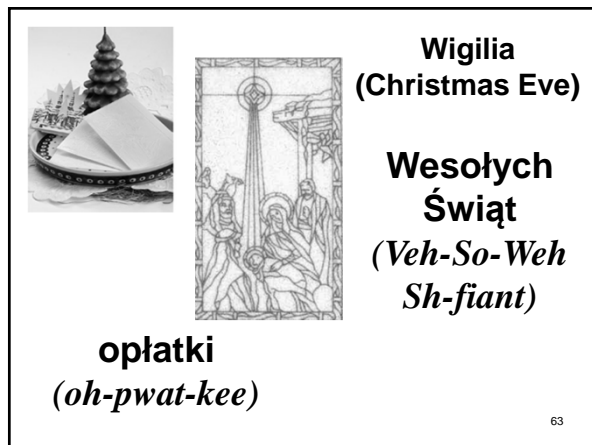 Wigilia
(Christmas Eve)
Wesołych
Świąt
(Veh-So-Weh
Sh-fiant)
opłatki
(oh-pwat-kee)
63